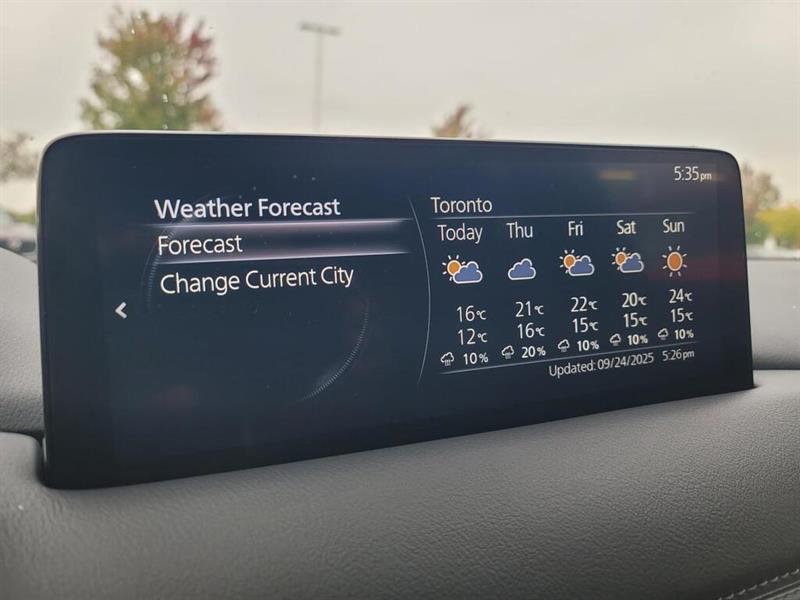 5:35pm
Weather Forecast
Forecast
Change Current City
Toronto
Today Thu Fri Sat Sun
16°C 21°C 22°C 20°C 24°C
12°C 16°C 15°C 15°C 15°C
10% 20% 10% 10% 10%
Updated: 09/24/2025 5:26pm